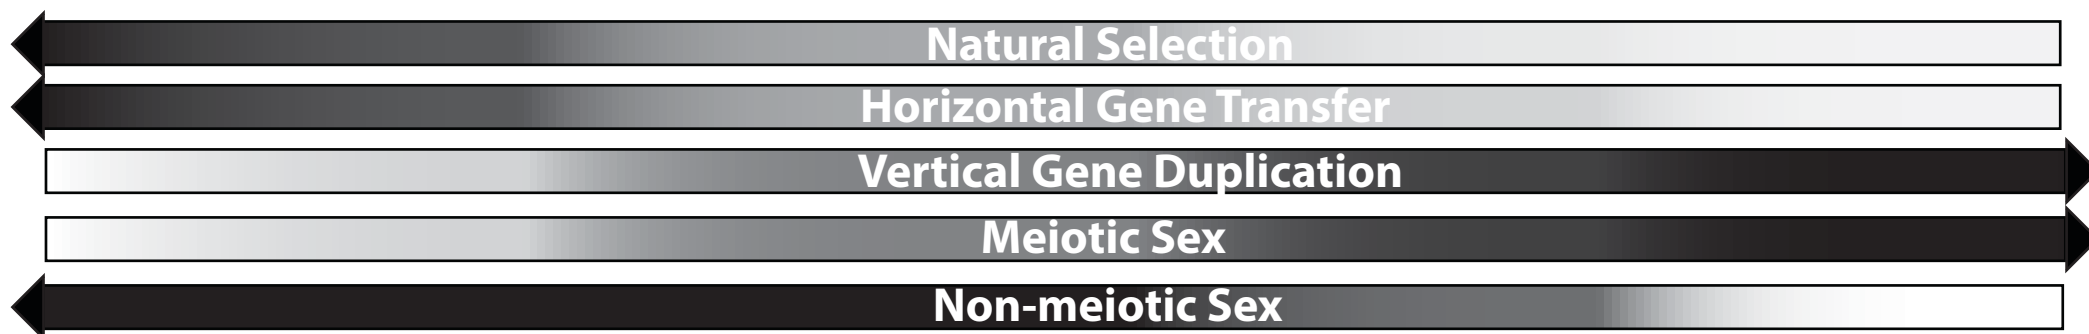 Natural Selection
Horizontal Gene Transfer
Vertical Gene Duplication
Meiotic Sex
Non-meiotic Sex